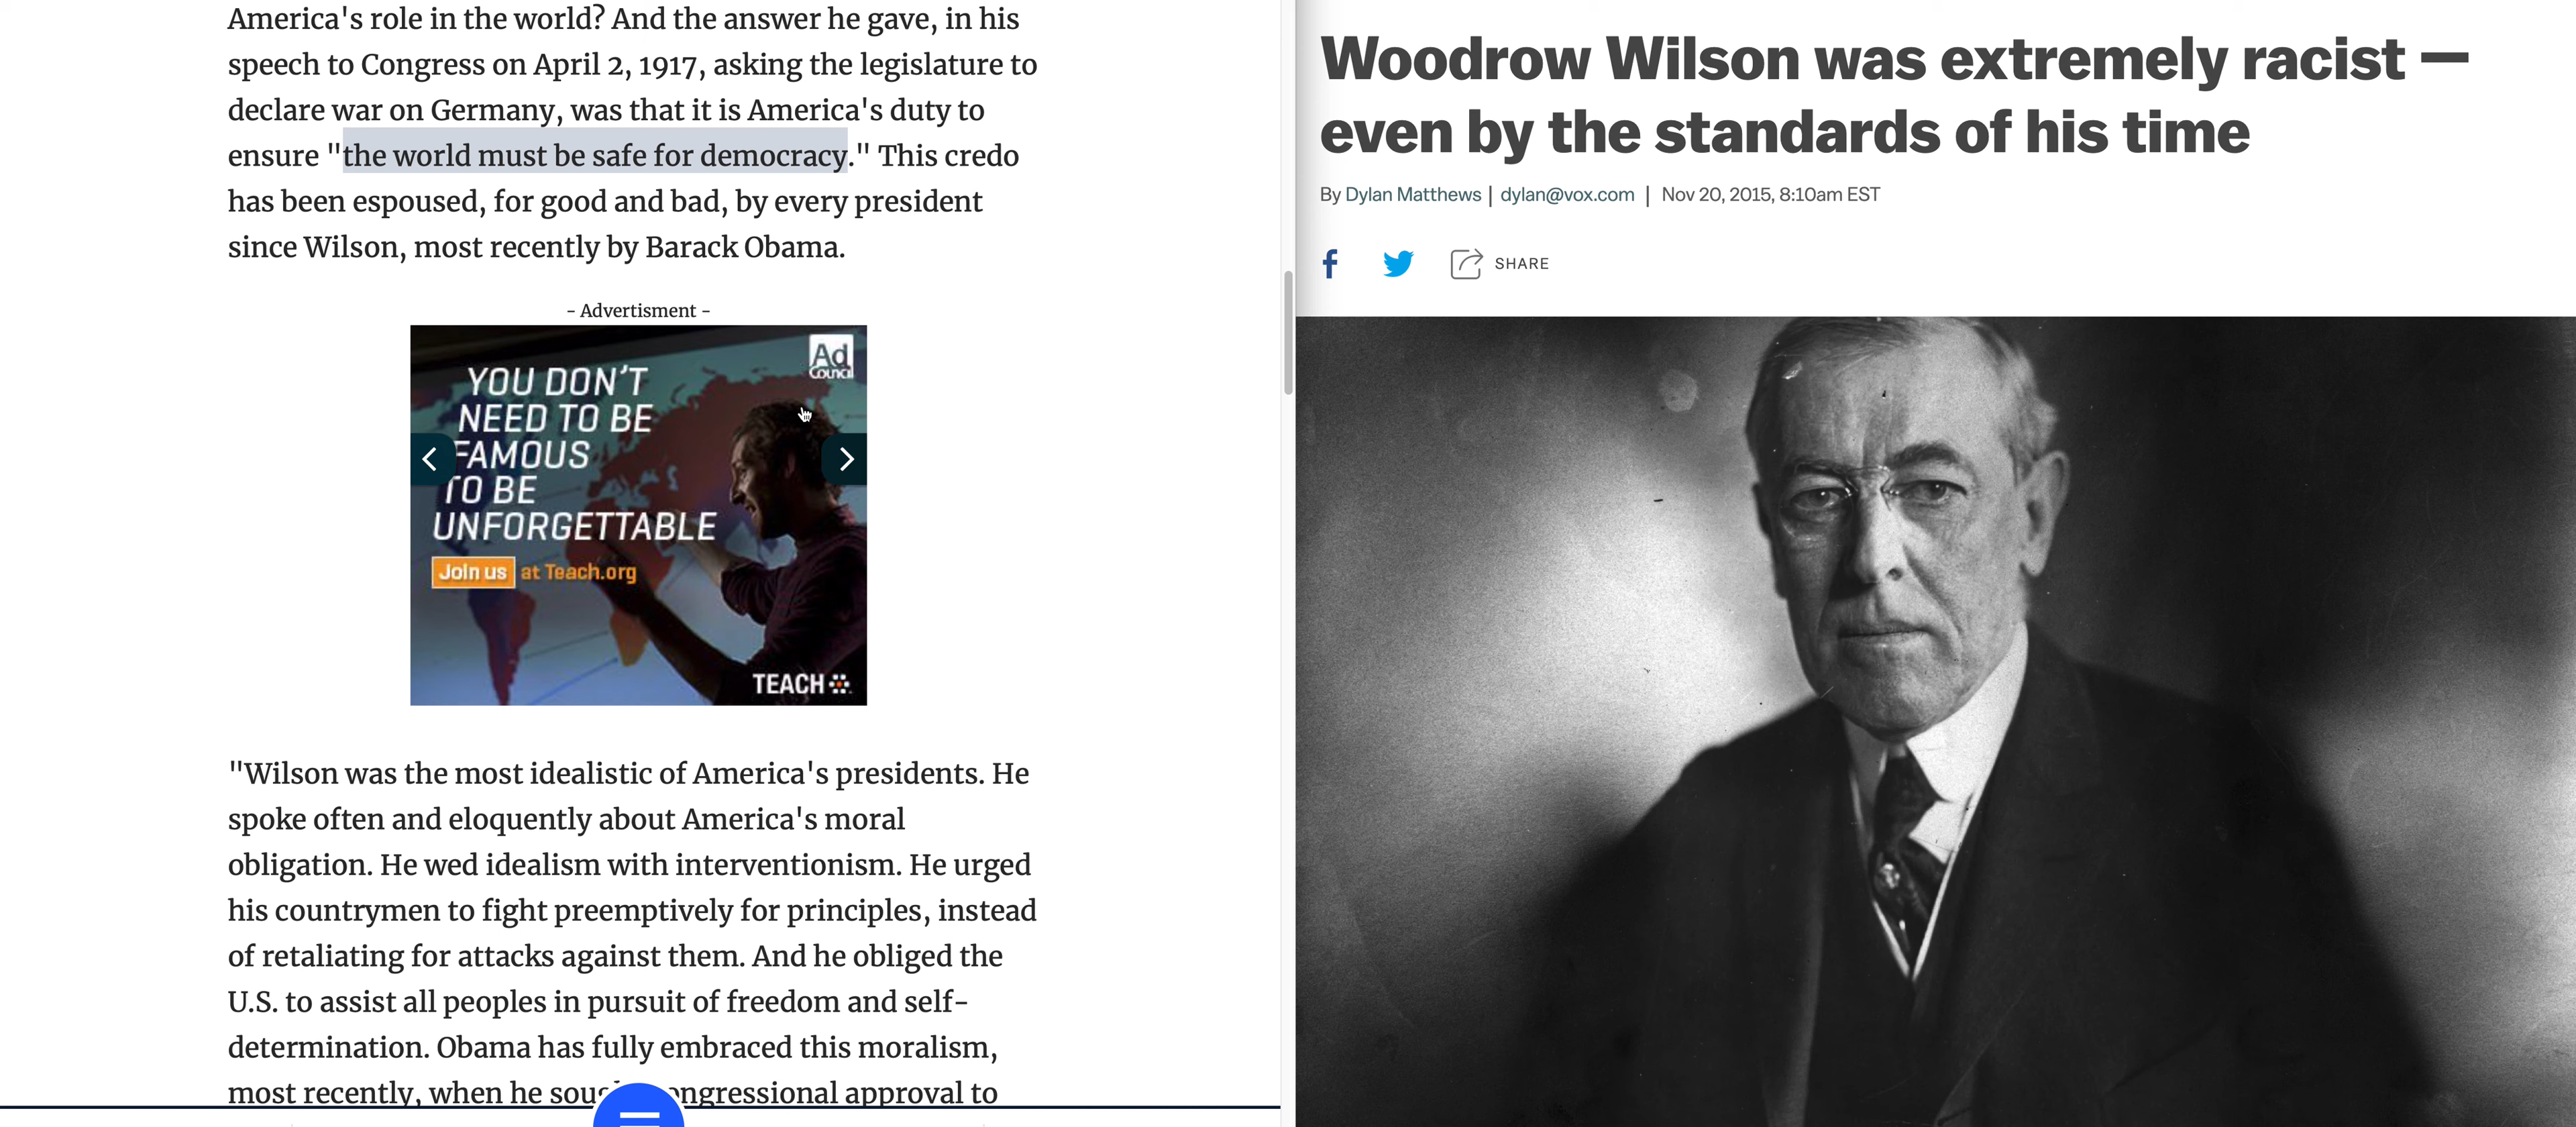 America's role in the world? And the answer he gave, in his
speech to Congress on April 2, 1917, asking the legislature to
declare war on Germany, was that it is America's duty to
ensure "the world must be safe for democracy." This credo
has been espoused, for good and bad, by every president
since Wilson, most recently by Barack Obama.
- Advertisment -
Ad
Council
YOU DON'T
NEED TO BE
FAMOUS
TO BE
UNFORGETTABLE
Join us at Teach.org
TEACH
"Wilson was the most idealistic of America's presidents. He
spoke often and eloquently about America's moral
obligation. He wed idealism with interventionism. He urged
his countrymen to fight preemptively for principles, instead
of retaliating for attacks against them. And he obliged the
U.S. to assist all peoples in pursuit of freedom and self-
determination. Obama has fully embraced this moralism,
most recently, when he approval to
Woodrow Wilson was extremely racist —
even by the standards of his time
By Dylan Matthews | dylan@vox.com | Nov 20, 2015, 8:10am EST
SHARE